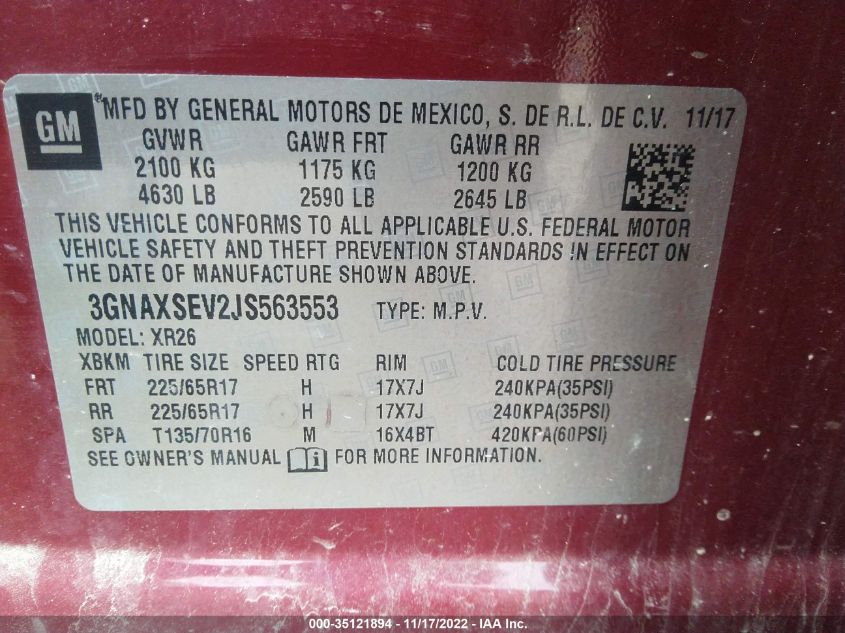 GM
MFD BY GENERAL MOTORS DE MEXICO, S. DE R.L. DE C.V. 11/17
GVWR GAWR FRT GAWR RR
2100 KG 1175 KG 1200 KG
4630 LB 2590 LB 2645 LB
THIS VEHICLE CONFORMS TO ALL APPLICABLE U.S. FEDERAL MOTOR
VEHICLE SAFETY AND THEFT PREVENTION STANDARDS IN EFFECT ON
THE DATE OF MANUFACTURE SHOWN ABOVE.
3GNAXSEV2JS563553 TYPE: M.P.V.
MODEL: XR26
XBKM TIRE SIZE SPEED RTG RIM COLD TIRE PRESSURE
FRT 225/65R17 H 17X7J 240KPA(35PSI)
RR 225/65R17 H 17X7J 240KPA(35PSI)
SPA T135/70R16 M 16X4BT 420KPA(60PSI)
SEE OWNER'S MANUAL i FOR MORE INFORMATION.
000-35121894 - 11/17/2022 - IAA Inc.